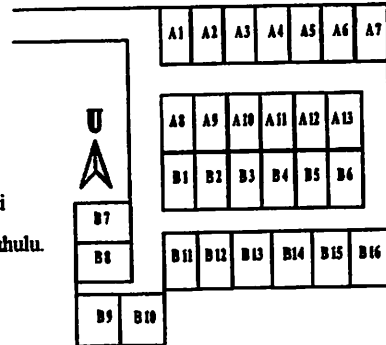 A1 A2 A3 A4 A5 A6 A7
U
A8 A9 A10 A11 A12 A13
i
B1 B2 B3 B4 B5 B6
B7
hulu.
B8
B11 B12 B13 B14 B15 B16
B9 B10